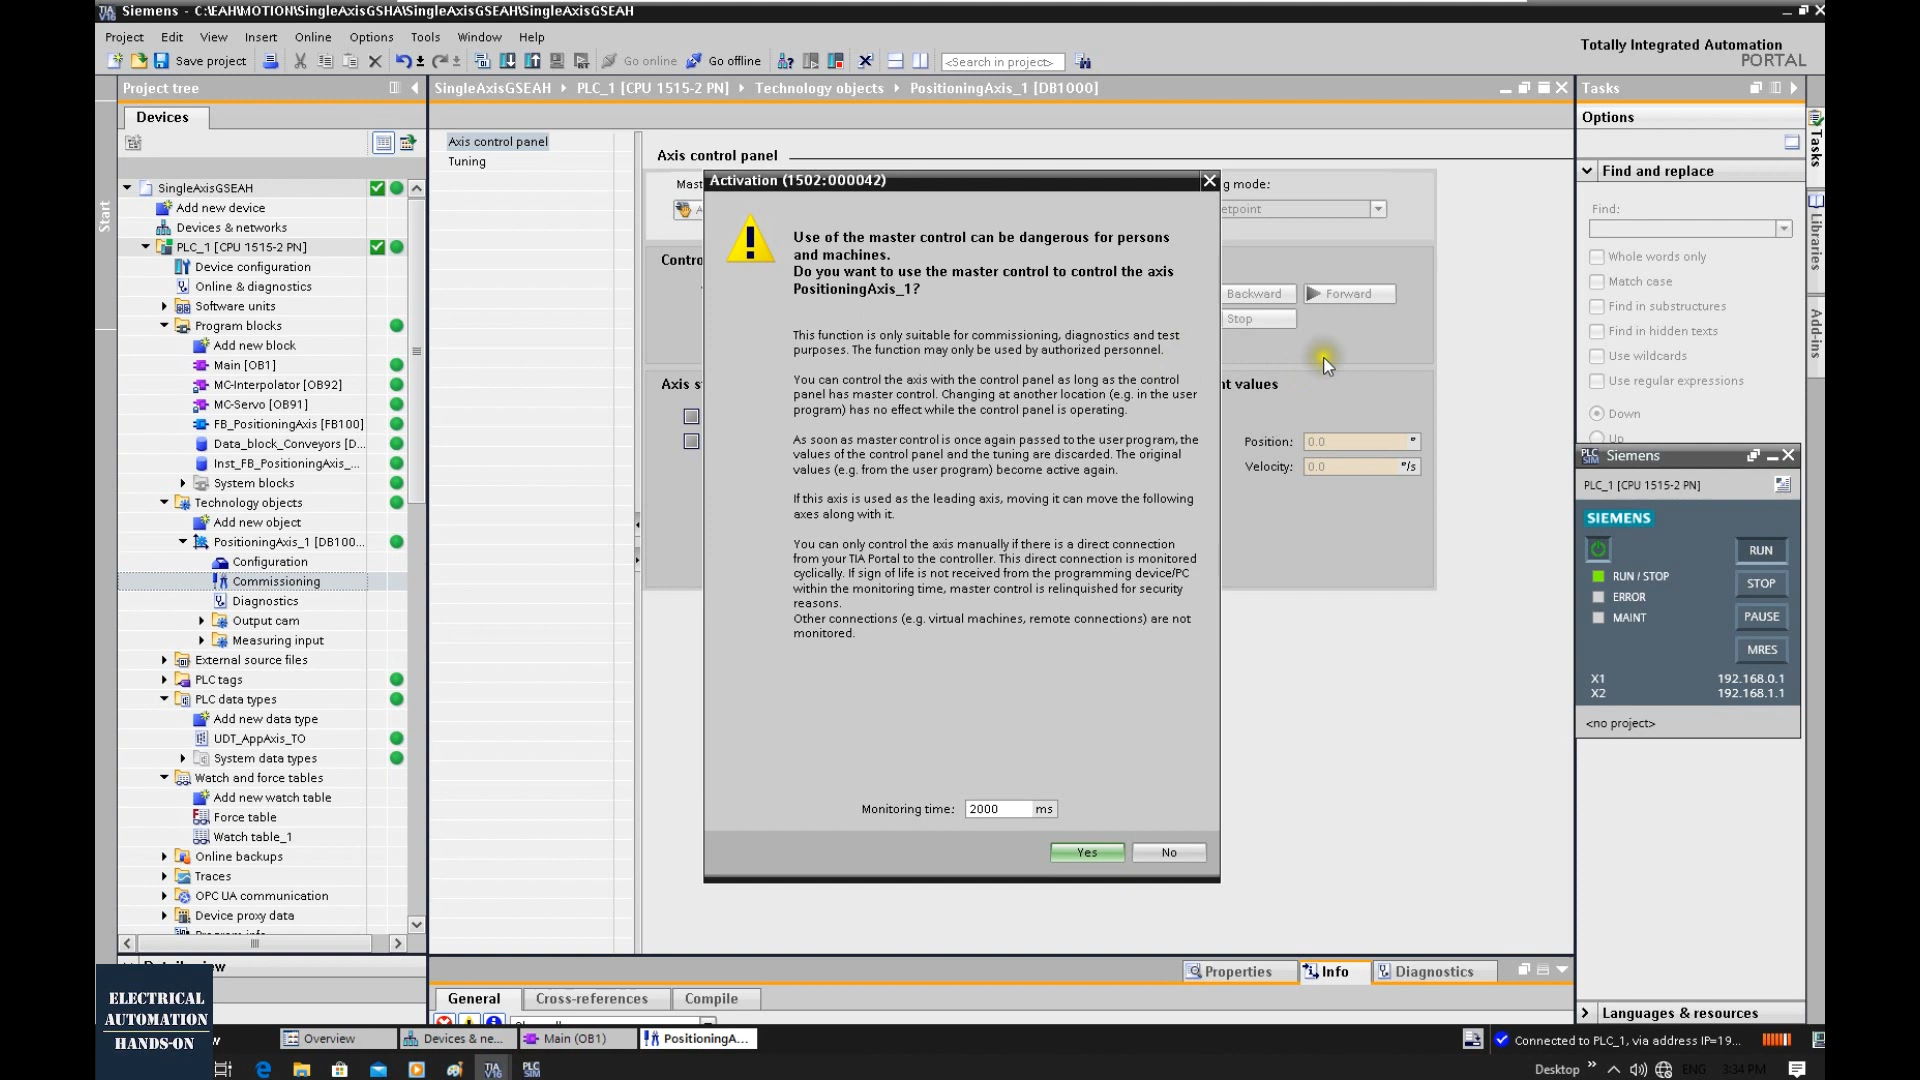 Siemens - C:\EAH\MOTION\SingleAxisGSHA\SingleAxisGSEAH\SingleAxisGSEAH
Project Edit View Insert Online Options Tools Window Help
Totally Integrated Automation
PORTAL
Save project Go online Go offline <Search in project>
Project tree
SingleAxisGSEAH PLC_1 [CPU 1515-2 PN] Technology objects PositioningAxis_1 [DB1000]
Tasks
Devices
Options
Start
Tasks
Libraries
Add-ins
SingleAxisGSEAH
Add new device
Devices & networks
PLC_1 [CPU 1515-2 PN]
Device configuration
Online & diagnostics
Software units
Program blocks
Add new block
Main [OB1]
MC-Interpolator [OB92]
MC-Servo [OB91]
FB_PositioningAxis [FB100]
Data_block_Conveyors [D...
Inst_FB_PositioningAxis_...
System blocks
Technology objects
Add new object
PositioningAxis_1 [DB100...
Configuration
Commissioning
Diagnostics
Output cam
Measuring input
External source files
PLC tags
PLC data types
Add new data type
UDT_AppAxis_TO
System data types
Watch and force tables
Add new watch table
Force table
Watch table_1
Online backups
Traces
OPC UA communication
Device proxy data
Axis control panel
Tuning
Axis control panel
Activation (1502:000042)
Use of the master control can be dangerous for persons
and machines.
Do you want to use the master control to control the axis
PositioningAxis_1?
This function is only suitable for commissioning, diagnostics and test
purposes. The function may only be used by authorized personnel.
You can control the axis with the control panel as long as the control
panel has master control. Changing at another location (e.g. in the user
program) has no effect while the control panel is operating.
As soon as master control is once again passed to the user program, the
values of the control panel and the tuning are discarded. The original
values (e.g. from the user program) become active again.
If this axis is used as the leading axis, moving it can move the following
axes along with it.
You can only control the axis manually if there is a direct connection
from your TIA Portal to the controller. This direct connection is monitored
cyclically. If sign of life is not received from the programming device/PC
within the monitoring time, master control is relinquished for security
reasons.
Other connections (e.g. virtual machines, remote connections) are not
monitored.
Monitoring time: 2000 ms
Yes No
g mode:
Backward Forward
Stop
Position: 0.0 °
Velocity: 0.0 °/s
Find and replace
Find:
Whole words only
Match case
Find in substructures
Find in hidden texts
Use wildcards
Use regular expressions
Down
Up
Siemens
PLC_1 [CPU 1515-2 PN]
SIEMENS
RUN
RUN / STOP
STOP
ERROR
PAUSE
MAINT
MRES
X1 192.168.0.1
X2 192.168.1.1
<no project>
Languages & resources
Properties Info Diagnostics
General Cross-references Compile
ELECTRICAL
AUTOMATION
HANDS-ON
Overview Devices & ne... Main (OB1) PositioningA...
Connected to PLC_1, via address IP=19...
Desktop ENG 3:34 PM